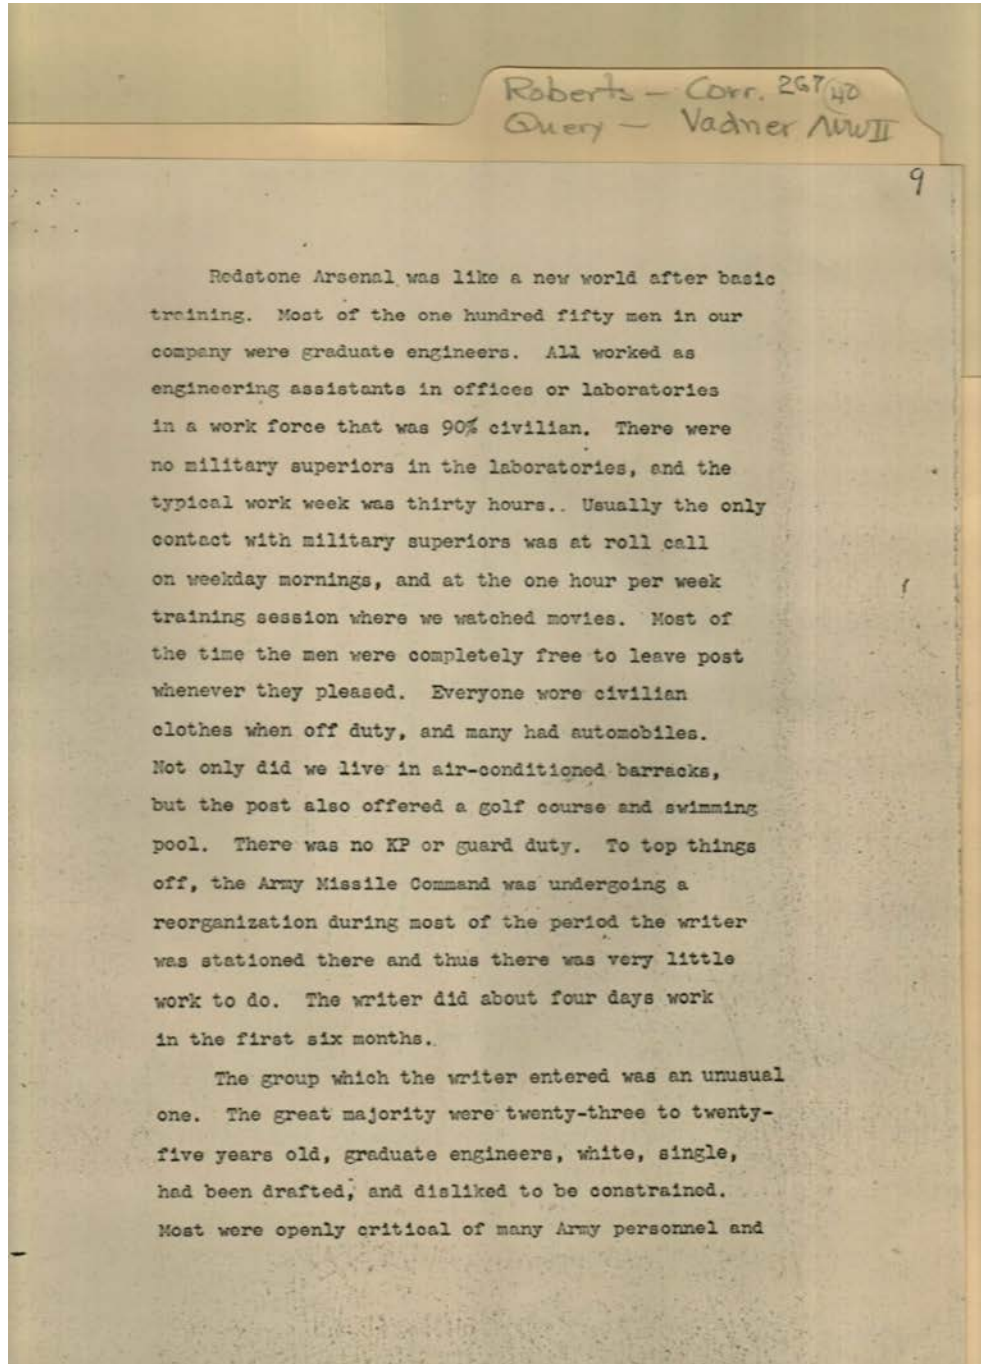 Roberts — Corr. 267 40
Query — Vadner WWII
9
Redstone Arsenal was like a new world after basic
training. Most of the one hundred fifty men in our
company were graduate engineers. All worked as
engineering assistants in offices or laboratories
in a work force that was 90% civilian. There were
no military superiors in the laboratories, and the
typical work week was thirty hours.. Usually the only
contact with military superiors was at roll call
on weekday mornings, and at the one hour per week
training session where we watched movies. Most of
the time the men were completely free to leave post
whenever they pleased. Everyone wore civilian
clothes when off duty, and many had automobiles.
Not only did we live in air-conditioned barracks,
but the post also offered a golf course and swimming
pool. There was no KP or guard duty. To top things
off, the Army Missile Command was undergoing a
reorganization during most of the period the writer
was stationed there and thus there was very little
work to do. The writer did about four days work
in the first six months.
The group which the writer entered was an unusual
one. The great majority were twenty-three to twenty-
five years old, graduate engineers, white, single,
had been drafted, and disliked to be constrained.
Most were openly critical of many Army personnel and